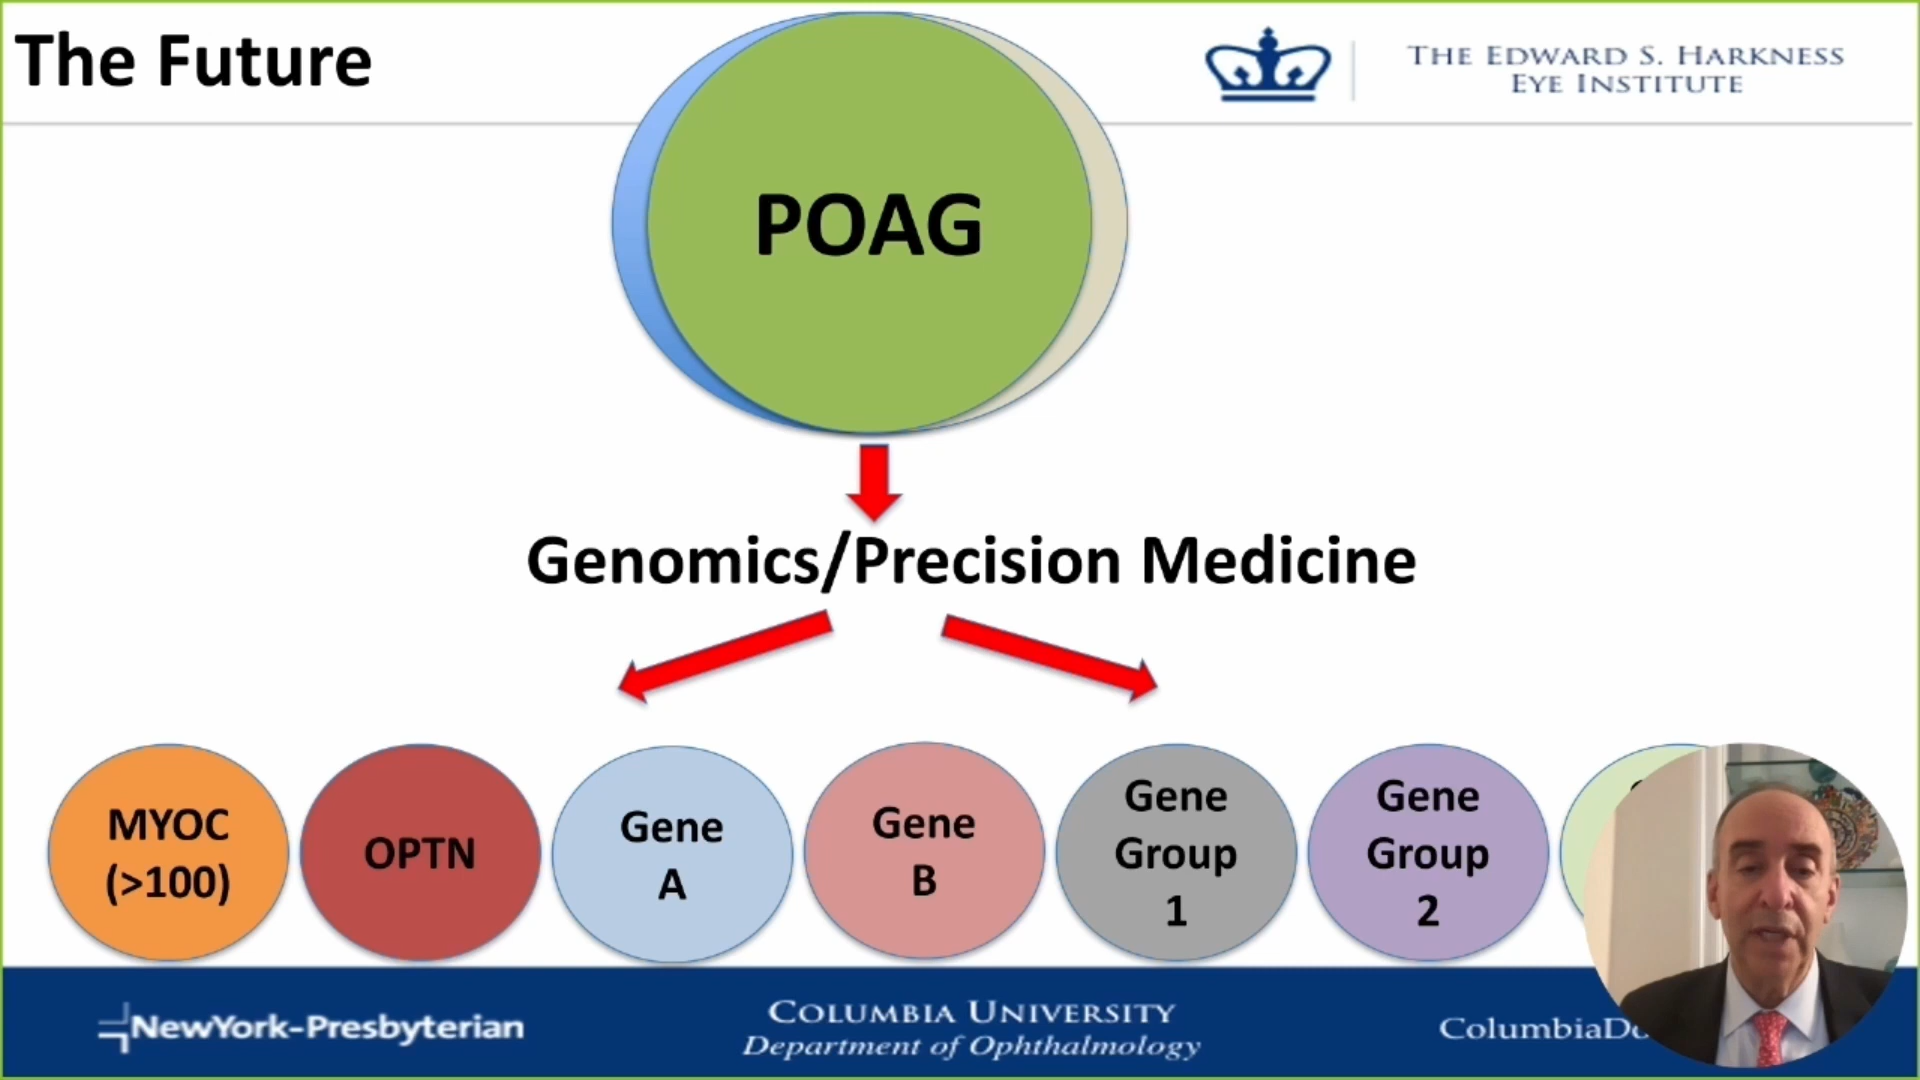 The Future
THE EDWARD S. HARKNESS
EYE INSTITUTE
POAG
Genomics/Precision Medicine
MYOC
(>100)
OPTN
Gene
A
Gene
B
Gene
Group
1
Gene
Group
2
NewYork-Presbyterian
COLUMBIA UNIVERSITY
Department of Ophthalmology